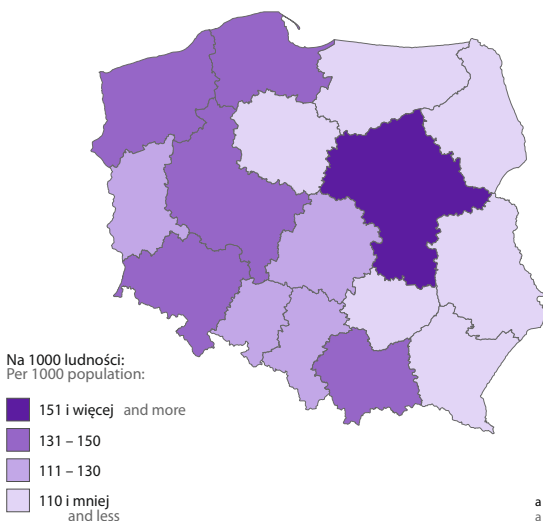 Na 1000 ludności:
Per 1000 population:
151 i więcej and more
131 – 150
111 – 130
110 i mniej
and less
a
a